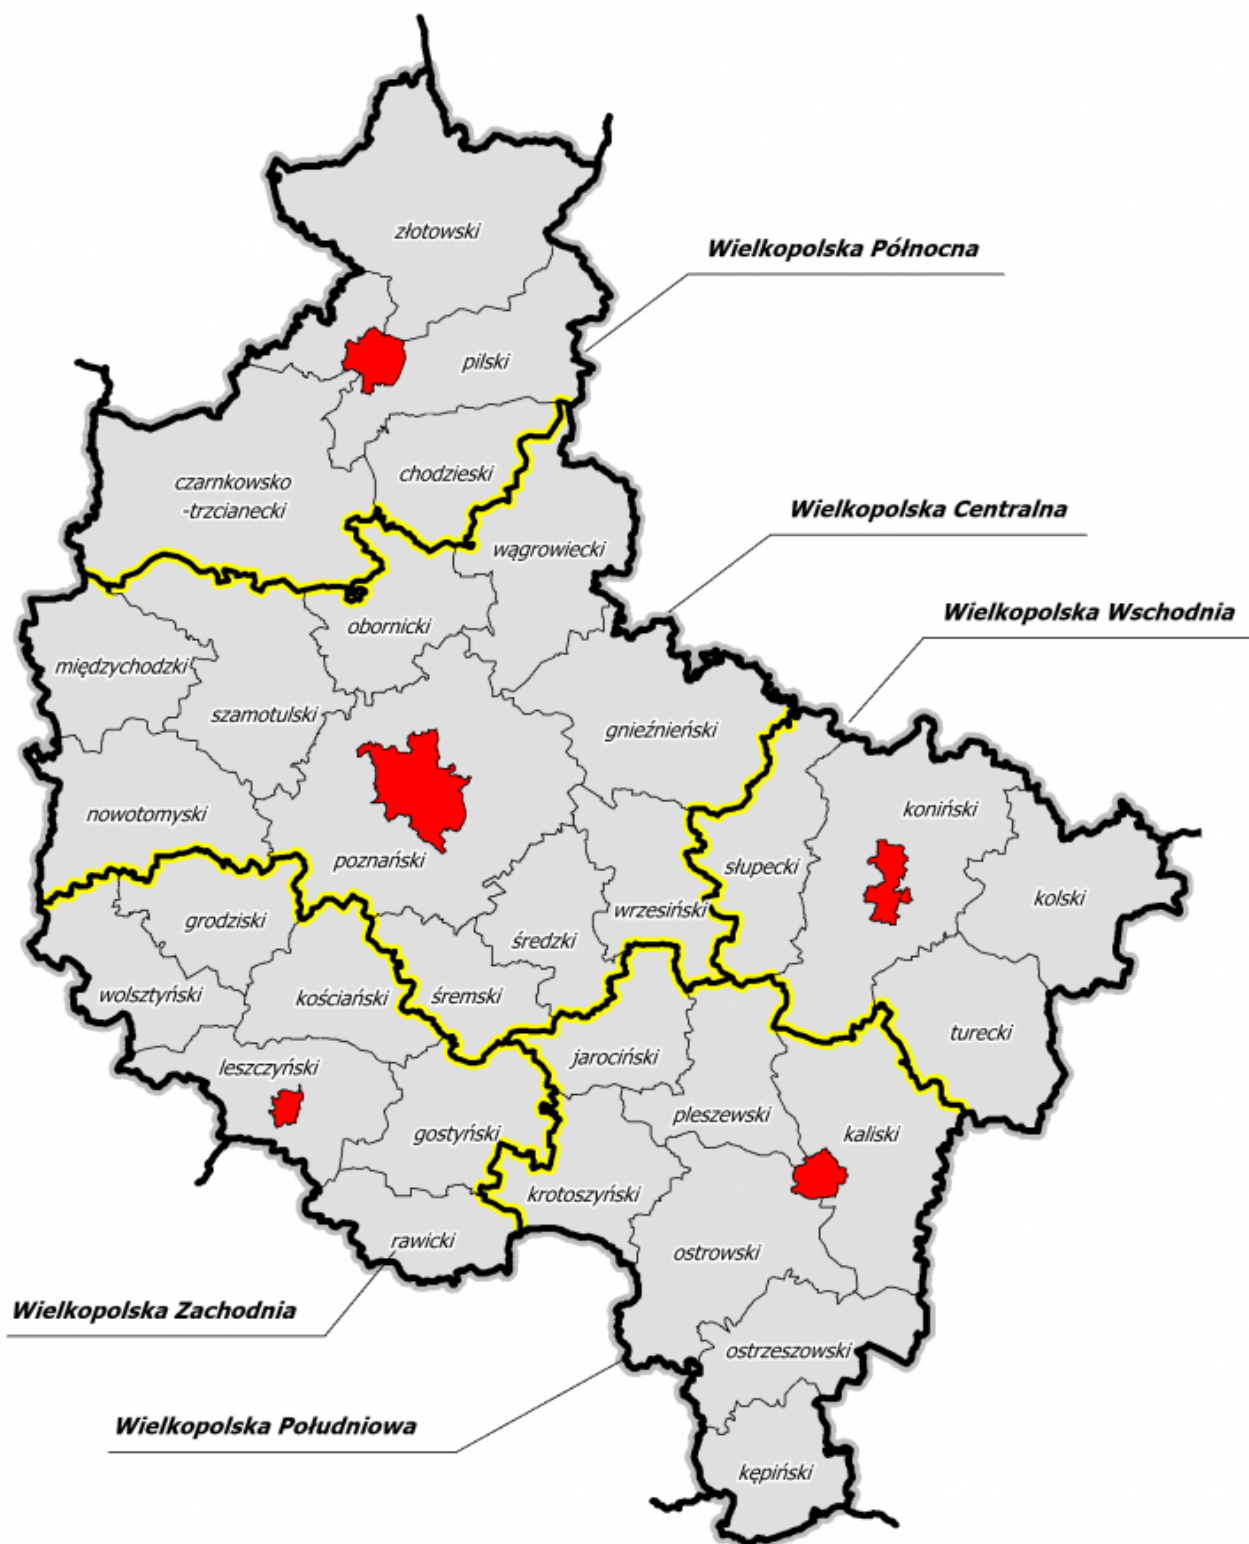 złotowski
Wielkopolska Północna
pilski
chodzieski
czarnkowsko
-trzcianecki
Wielkopolska Centralna
wągrowiecki
Wielkopolska Wschodnia
obornicki
międzychodzki
szamotulski
gnieźnieński
koniński
nowotomyski
poznański
słupecki
kolski
wrzesiński
grodziski
średzki
wolsztyński
kościański
śremski
turecki
jarociński
leszczyński
pleszewski
kaliski
gostyński
krotoszyński
rawicki
ostrowski
Wielkopolska Zachodnia
ostrzeszowski
Wielkopolska Południowa
kępiński